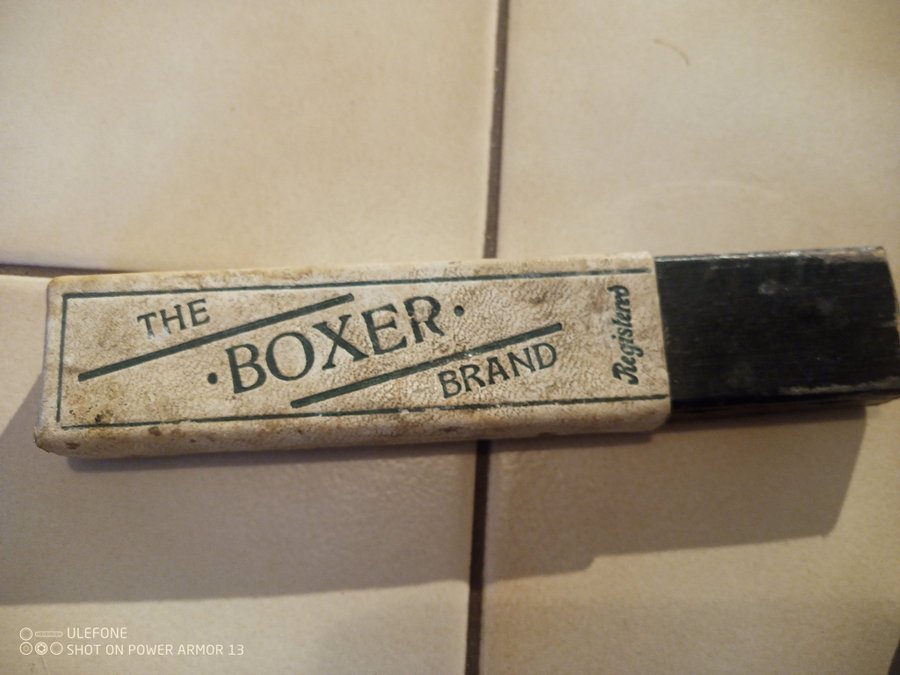 THE
·BOXER·
BRAND
Registered
ULEFONE
SHOT ON POWER ARMOR 13